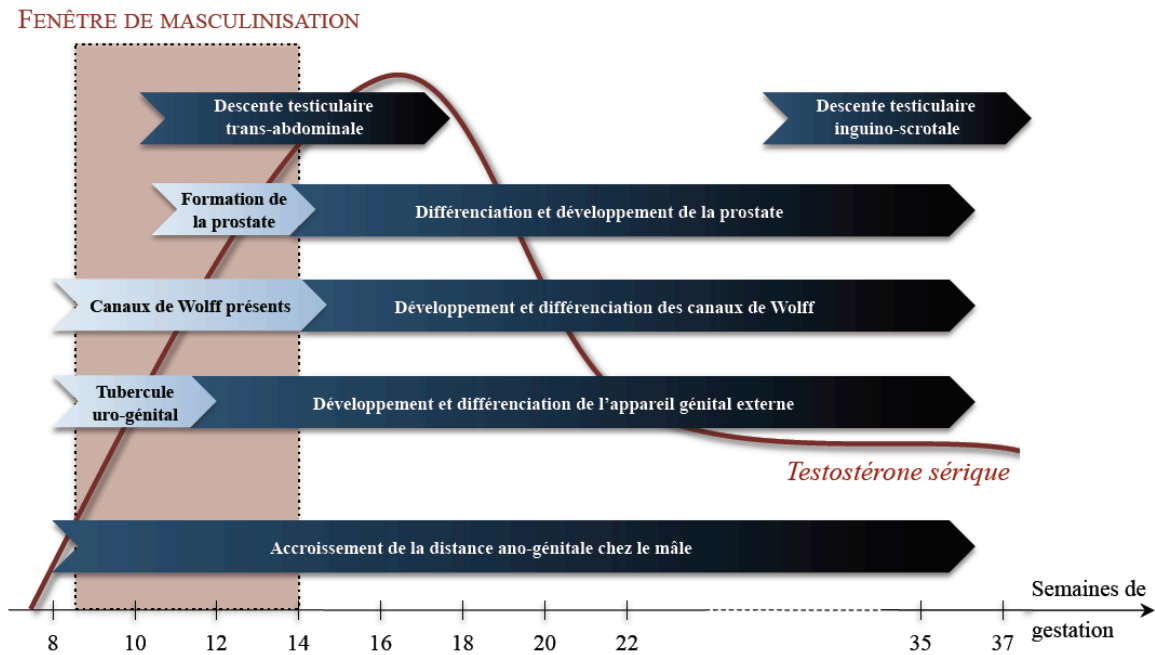 FENÊTRE DE MASCULINISATION
Descente testiculaire
trans-abdominale
Descente testiculaire
inguino-scrotale
Formation de
la prostate
Différenciation et développement de la prostate
Canaux de Wolff présents
Développement et différenciation des canaux de Wolff
Tubercule
uro-génital
Développement et différenciation de l’appareil génital externe
Testostérone sérique
Accroissement de la distance ano-génitale chez le mâle
Semaines de
gestation
8 10 12 14 16 18 20 22 35 37